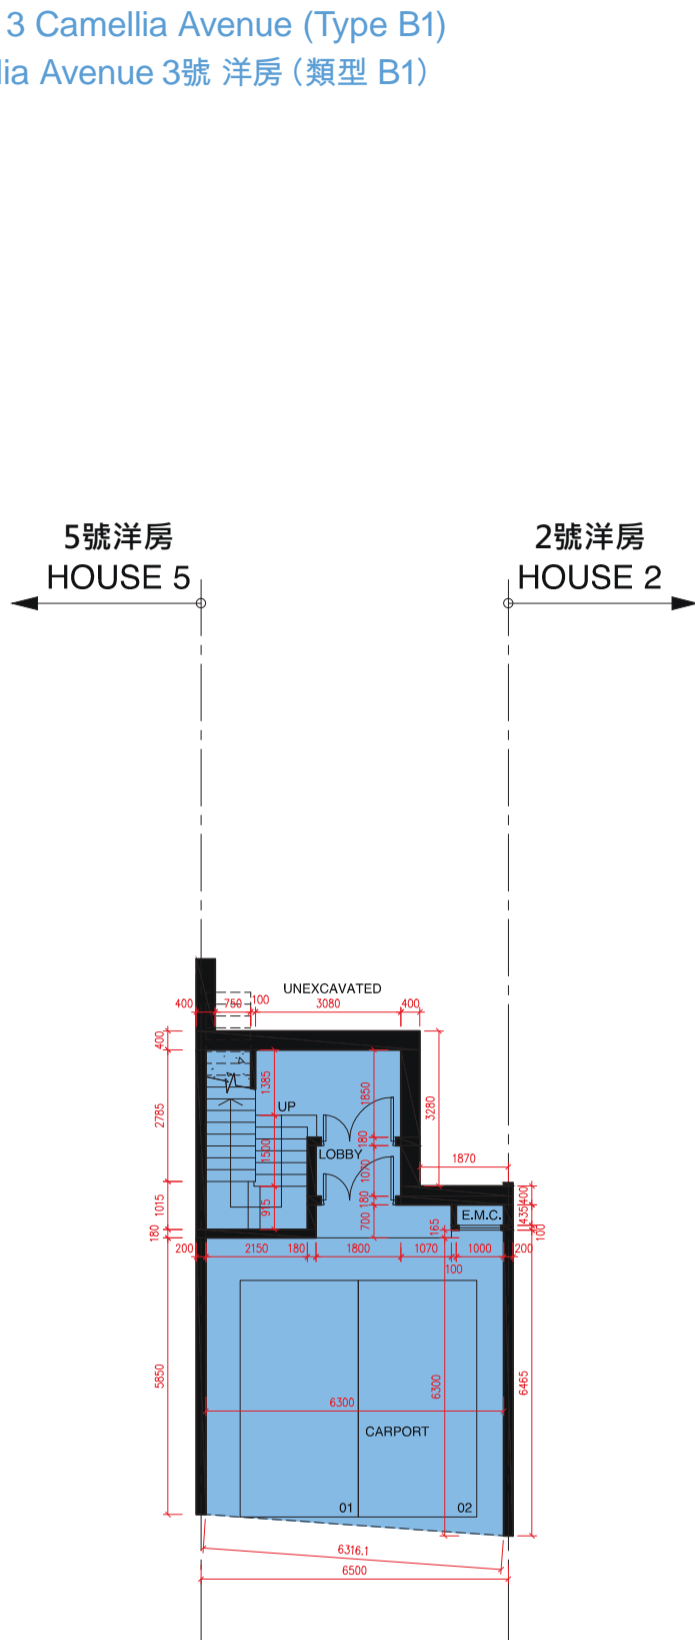 3 Camellia Avenue (Type B1)
lia Avenue 3號 洋房（類型 B1）
5號洋房
HOUSE 5
2號洋房
HOUSE 2
UNEXCAVATED
400 750 100 3080 400
400
2785
1015
180
5850
1385
1500
915
UP
LOBBY
1850
180
1070
180
700
3280
1870
400
435
100
E.M.C.
165
200 2150 180 1800 1070 100 1000 200
6300
6465
6300
CARPORT
01 02
6316.1
6500